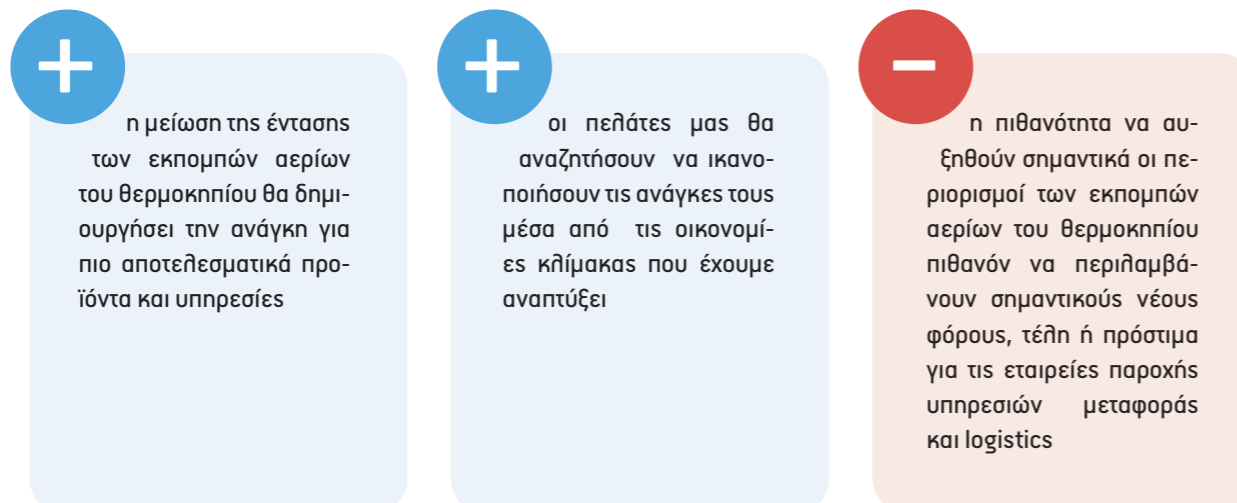 +
η μείωση της έντασης
των εκπομπών αερίων
του θερμοκηπίου θα δημι-
ουργήσει την ανάγκη για
πιο αποτελεσματικά προ-
ϊόντα και υπηρεσίες
+
οι πελάτες μας θα
αναζητήσουν να ικανο-
ποιήσουν τις ανάγκες τους
μέσα από τις οικονομί-
ες κλίμακας που έχουμε
αναπτύξει
−
η πιθανότητα να αυ-
ξηθούν σημαντικά οι πε-
ριορισμοί των εκπομπών
αερίων του θερμοκηπίου
πιθανόν να περιλαμβά-
νουν σημαντικούς νέους
φόρους, τέλη ή πρόστιμα
για τις εταιρείες παροχής
υπηρεσιών μεταφοράς
και logistics